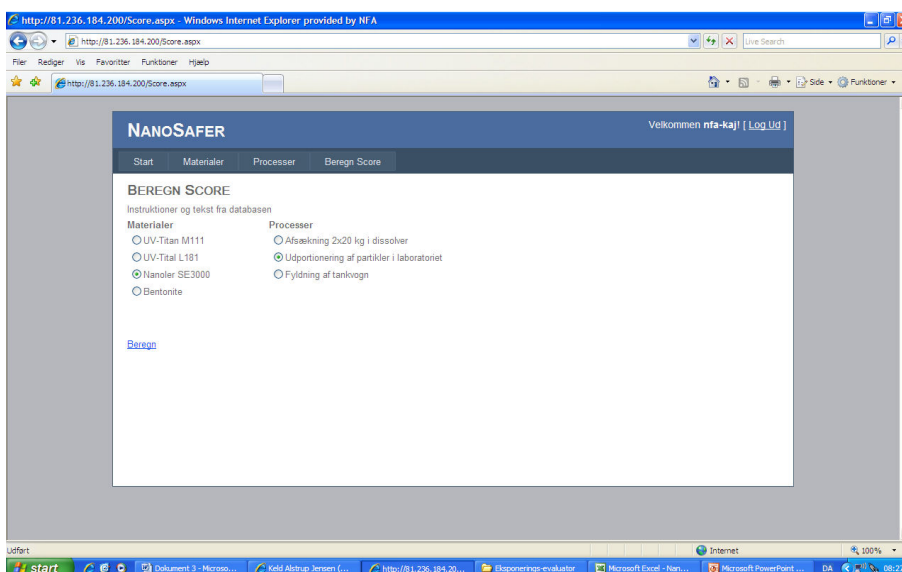 http://81.236.184.200/Score.aspx - Windows Internet Explorer provided by NFA
http://81.236.184.200/Score.aspx
Live Search
Filer Rediger Vis Favoritter Funktioner Hjælp
http://81.236.184.200/Score.aspx
Side Funktioner
NANOSAFER
Velkommen nfa-kaj! [ Log Ud ]
Start Materialer Processer Beregn Score
BEREGN SCORE
Instruktioner og tekst fra databasen
Materialer Processer
UV-Titan M111 Afsækning 2x20 kg i dissolver
UV-Tital L181 Udportionering af partikler i laboratoriet
Nanoler SE3000 Fyldning af tankvogn
Bentonite
Beregn
Udført Internet 100%
start Dokument 3 - Microso... Keld Alstrup Jensen (... http://81.236.184.20... Eksponerings-evaluator Microsoft Excel - Nan... Microsoft PowerPoint ... DA 08:27